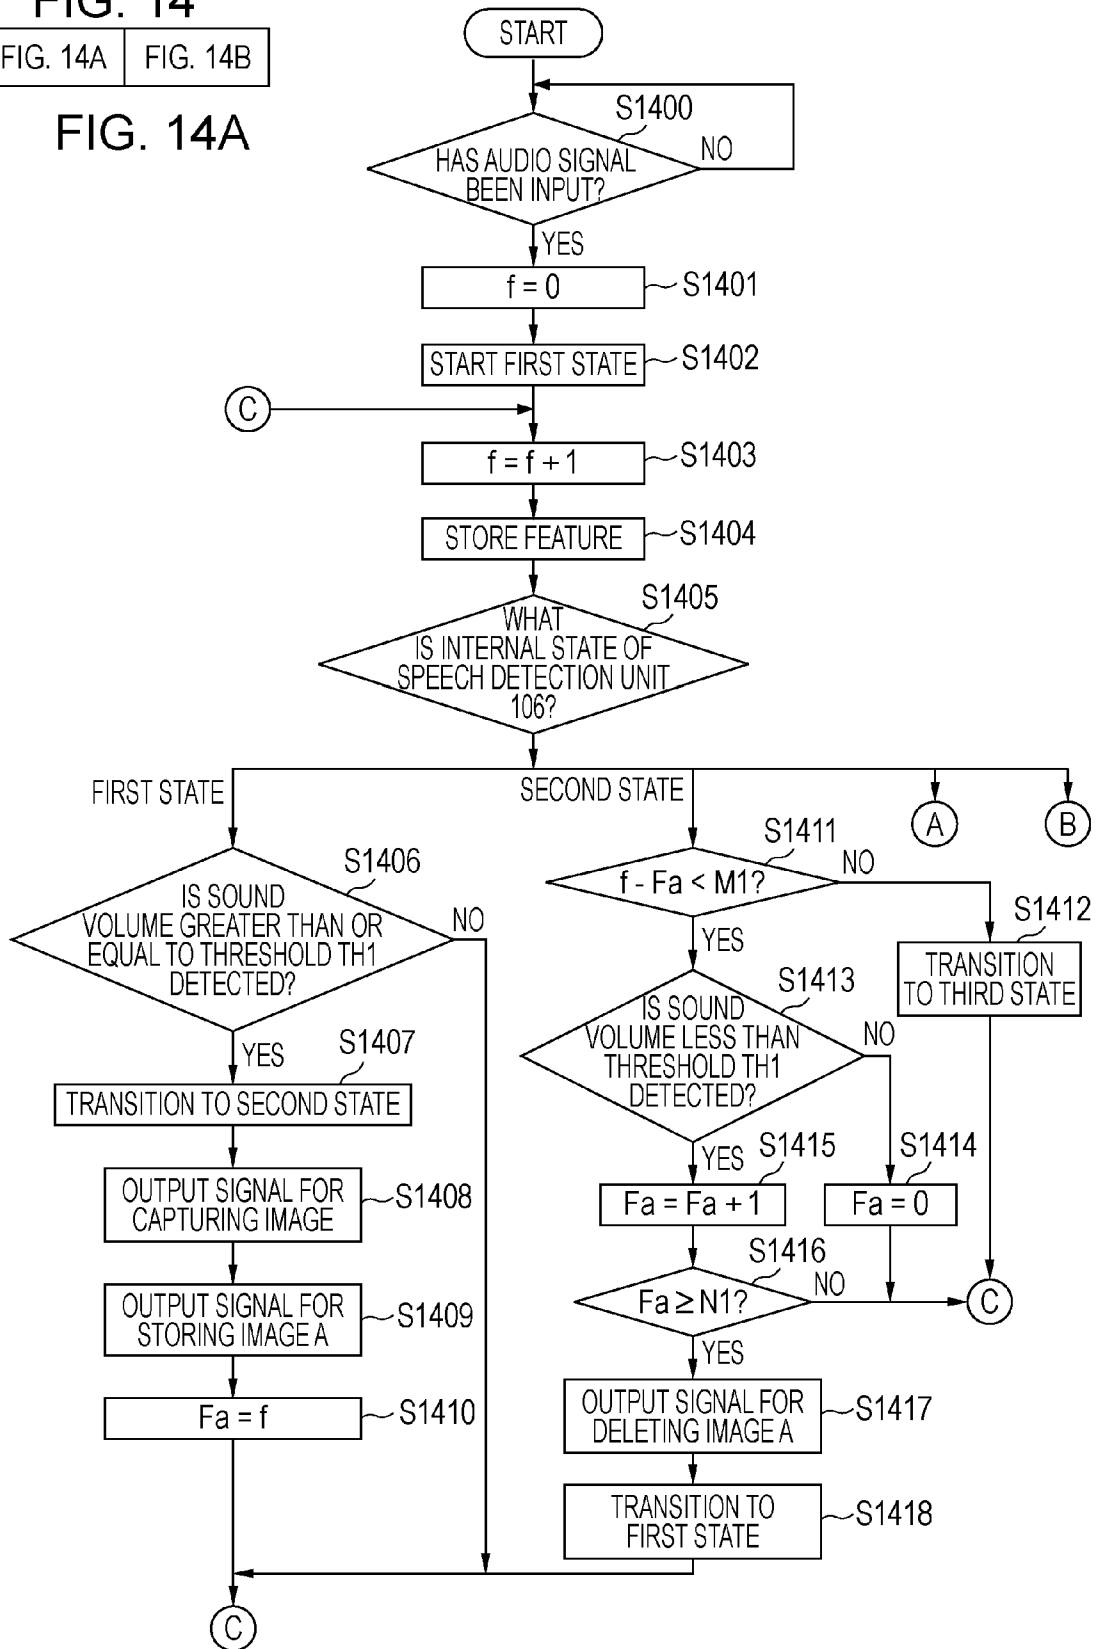 FIG. 14
FIG. 14A
FIG. 14B
FIG. 14A
START
S1400
HAS AUDIO SIGNAL
BEEN INPUT?
NO
YES
f = 0
S1401
START FIRST STATE
S1402
C
f = f + 1
S1403
STORE FEATURE
S1404
S1405
WHAT
IS INTERNAL STATE OF
SPEECH DETECTION UNIT
106?
FIRST STATE
SECOND STATE
A
B
S1406
IS SOUND
VOLUME GREATER THAN OR
EQUAL TO THRESHOLD TH1
DETECTED?
NO
YES
S1407
TRANSITION TO SECOND STATE
OUTPUT SIGNAL FOR
CAPTURING IMAGE
S1408
OUTPUT SIGNAL FOR
STORING IMAGE A
S1409
Fa = f
S1410
C
S1411
f - Fa < M1?
NO
YES
S1412
TRANSITION
TO THIRD STATE
S1413
IS SOUND
VOLUME LESS THAN
THRESHOLD TH1
DETECTED?
NO
YES
S1415
Fa = Fa + 1
S1414
Fa = 0
S1416
Fa ≥ N1?
NO
C
YES
OUTPUT SIGNAL FOR
DELETING IMAGE A
S1417
TRANSITION TO
FIRST STATE
S1418